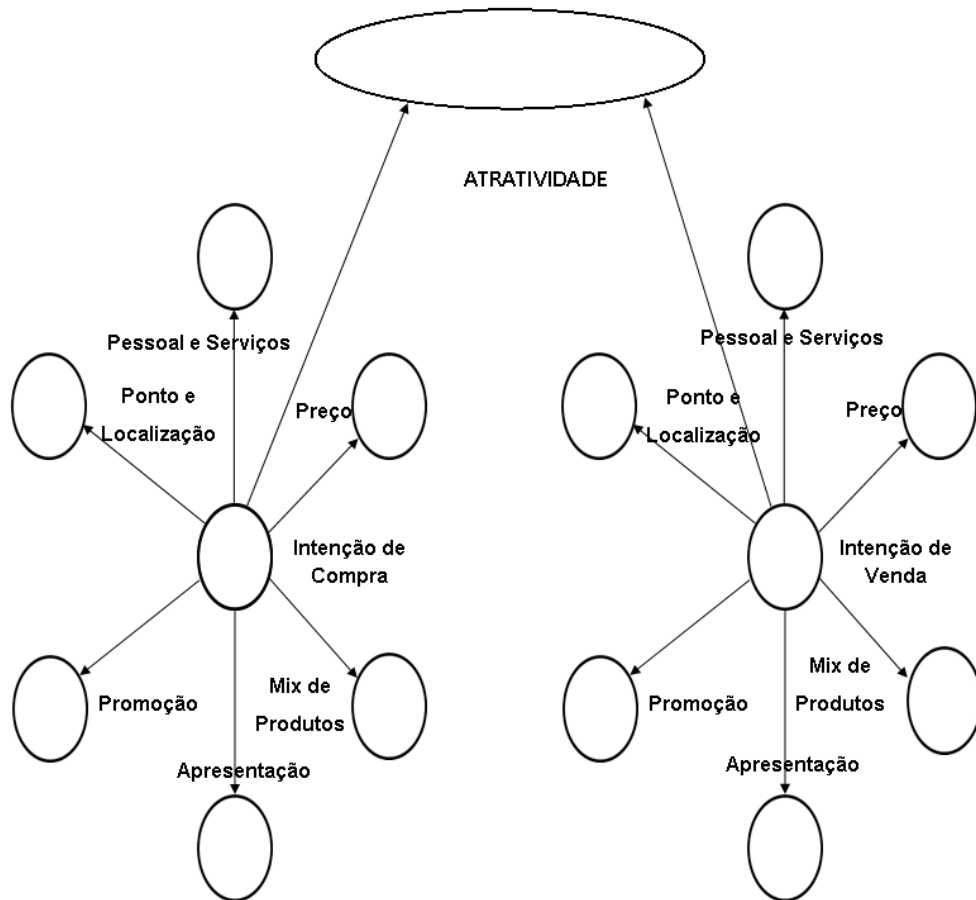 ATRATIVIDADE
Pessoal e Serviços
Ponto e
Localização
Preço
Intenção de
Compra
Promoção
Mix de
Produtos
Apresentação
Pessoal e Serviços
Ponto e
Localização
Preço
Intenção de
Venda
Promoção
Mix de
Produtos
Apresentação